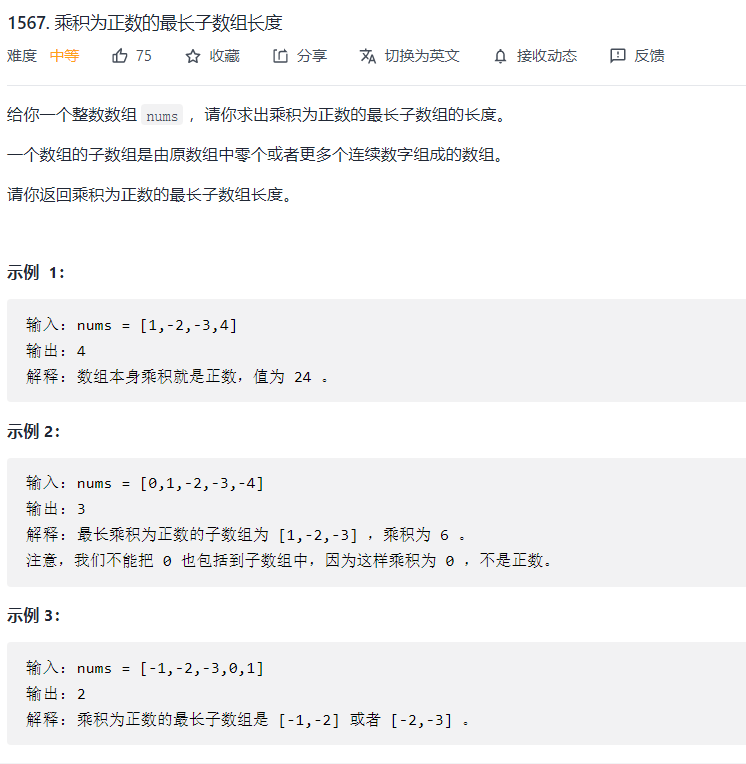 1567. 乘积为正数的最长子数组长度
难度 中等 75 收藏 分享 切换为英文 接收动态 反馈
给你一个整数数组 nums ，请你求出乘积为正数的最长子数组的长度。
一个数组的子数组是由原数组中零个或者更多个连续数字组成的数组。
请你返回乘积为正数的最长子数组长度。
示例 1：
输入：nums = [1,-2,-3,4]
输出：4
解释：数组本身乘积就是正数，值为 24 。
示例 2：
输入：nums = [0,1,-2,-3,-4]
输出：3
解释：最长乘积为正数的子数组为 [1,-2,-3] ，乘积为 6 。
注意，我们不能把 0 也包括到子数组中，因为这样乘积为 0 ，不是正数。
示例 3：
输入：nums = [-1,-2,-3,0,1]
输出：2
解释：乘积为正数的最长子数组是 [-1,-2] 或者 [-2,-3] 。